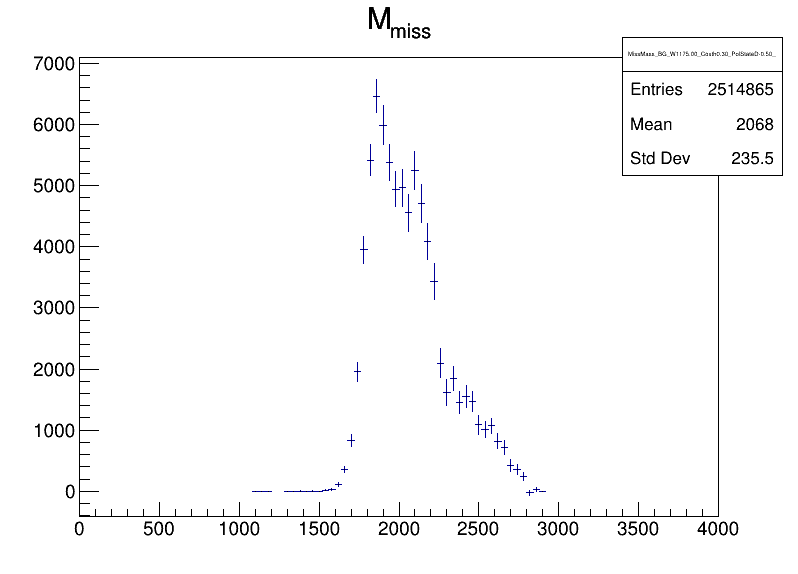 M_miss
MissMass_BG_W1175.00_Costh0.30_PolStateD-0.50_
Entries 2514865
Mean 2068
Std Dev 235.5
7000
6000
5000
4000
3000
2000
1000
0
0 500 1000 1500 2000 2500 3000 3500 4000